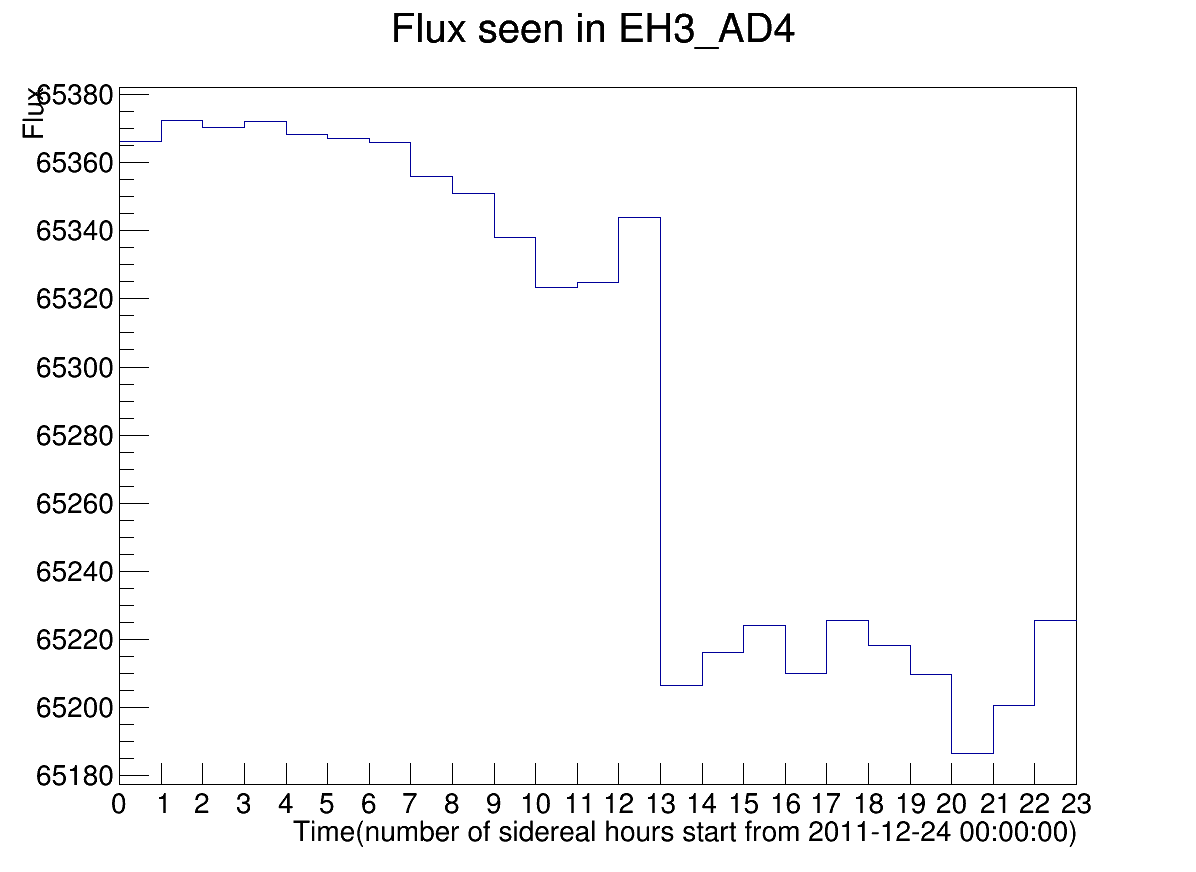 Flux seen in EH3_AD4
Flux
65380
65360
65340
65320
65300
65280
65260
65240
65220
65200
65180
0 1 2 3 4 5 6 7 8 9 10 11 12 13 14 15 16 17 18 19 20 21 22 23
Time(number of sidereal hours start from 2011-12-24 00:00:00)